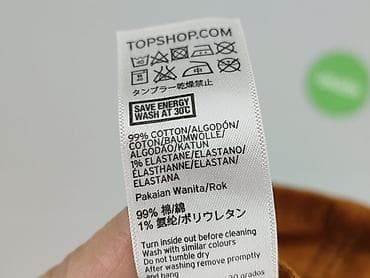 TOPSHOP.COM
タンブラー乾燥禁止
SAVE ENERGY
WASH AT 30°C
99% COTTON/ALGODÓN/
COTON/BAUMWOLLE/
ALGODÃO/KATUN
1% ELASTANE/ELASTANO/
ÉLASTHANNE/ELASTAN/
ELASTANA
Pakaian Wanita/Rok
99% 棉/綿
1% 氨纶/ポリウレタン
Turn inside out before cleaning
Wash with similar colours
Do not tumble dry
After washing remove promptly
and hang
30 grados